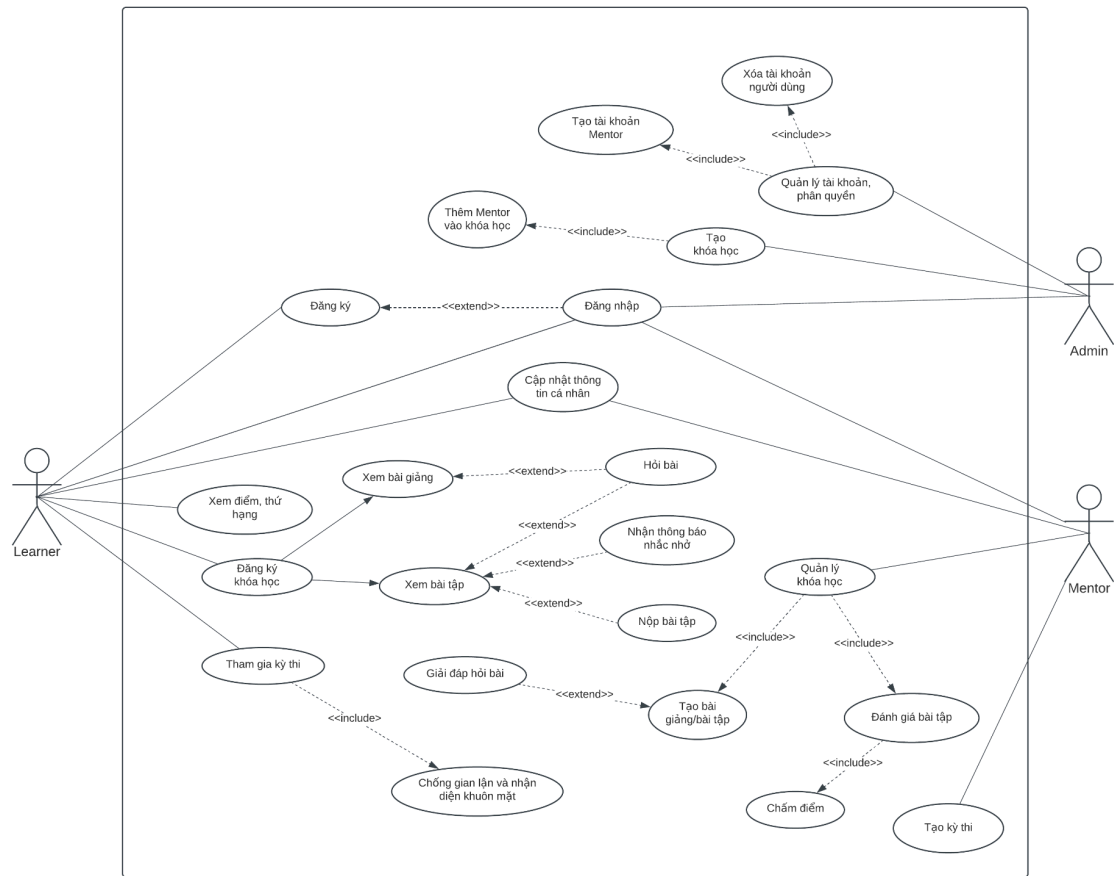 Xóa tài khoản
người dùng
Tạo tài khoản
Mentor
<<include>>
<<include>>
Quản lý tài khoản,
phân quyền
Thêm Mentor
vào khóa học
<<include>>
Tạo
khóa học
Đăng ký
<<extend>>
Đăng nhập
Admin
Cập nhật thông
tin cá nhân
Xem bài giảng
<<extend>>
Hỏi bài
Xem điểm, thứ
hạng
<<extend>>
Learner
Nhận thông báo
nhắc nhở
<<extend>>
Đăng ký
khóa học
Xem bài tập
Quản lý
khóa học
Mentor
<<extend>>
Nộp bài tập
<<include>>
<<include>>
Tham gia kỳ thi
Giải đáp hỏi bài
<<extend>>
Tạo bài
giảng/bài tập
Đánh giá bài tập
<<include>
<<include>>
Chống gian lận và nhận
diện khuôn mặt
Chấm điểm
Tạo kỳ thi